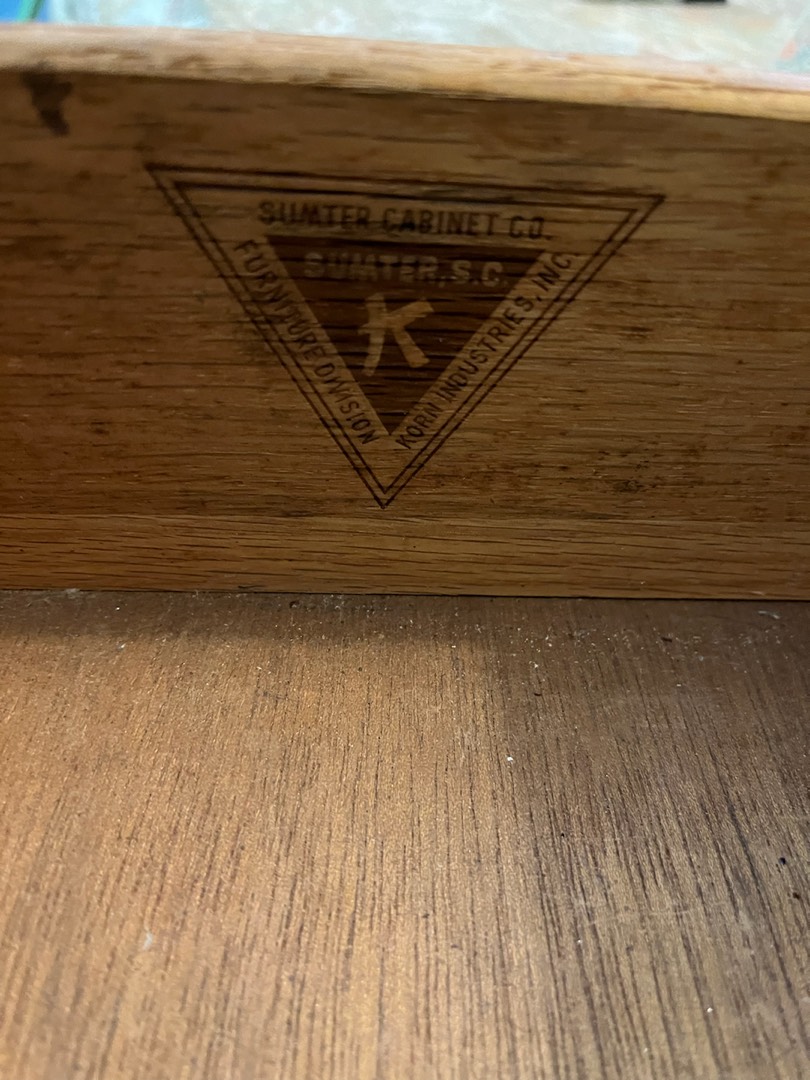 SUMTER CABINET CO.
SUMTER, S.C.
K
FURNITURE DIVISION
KORN INDUSTRIES, INC.